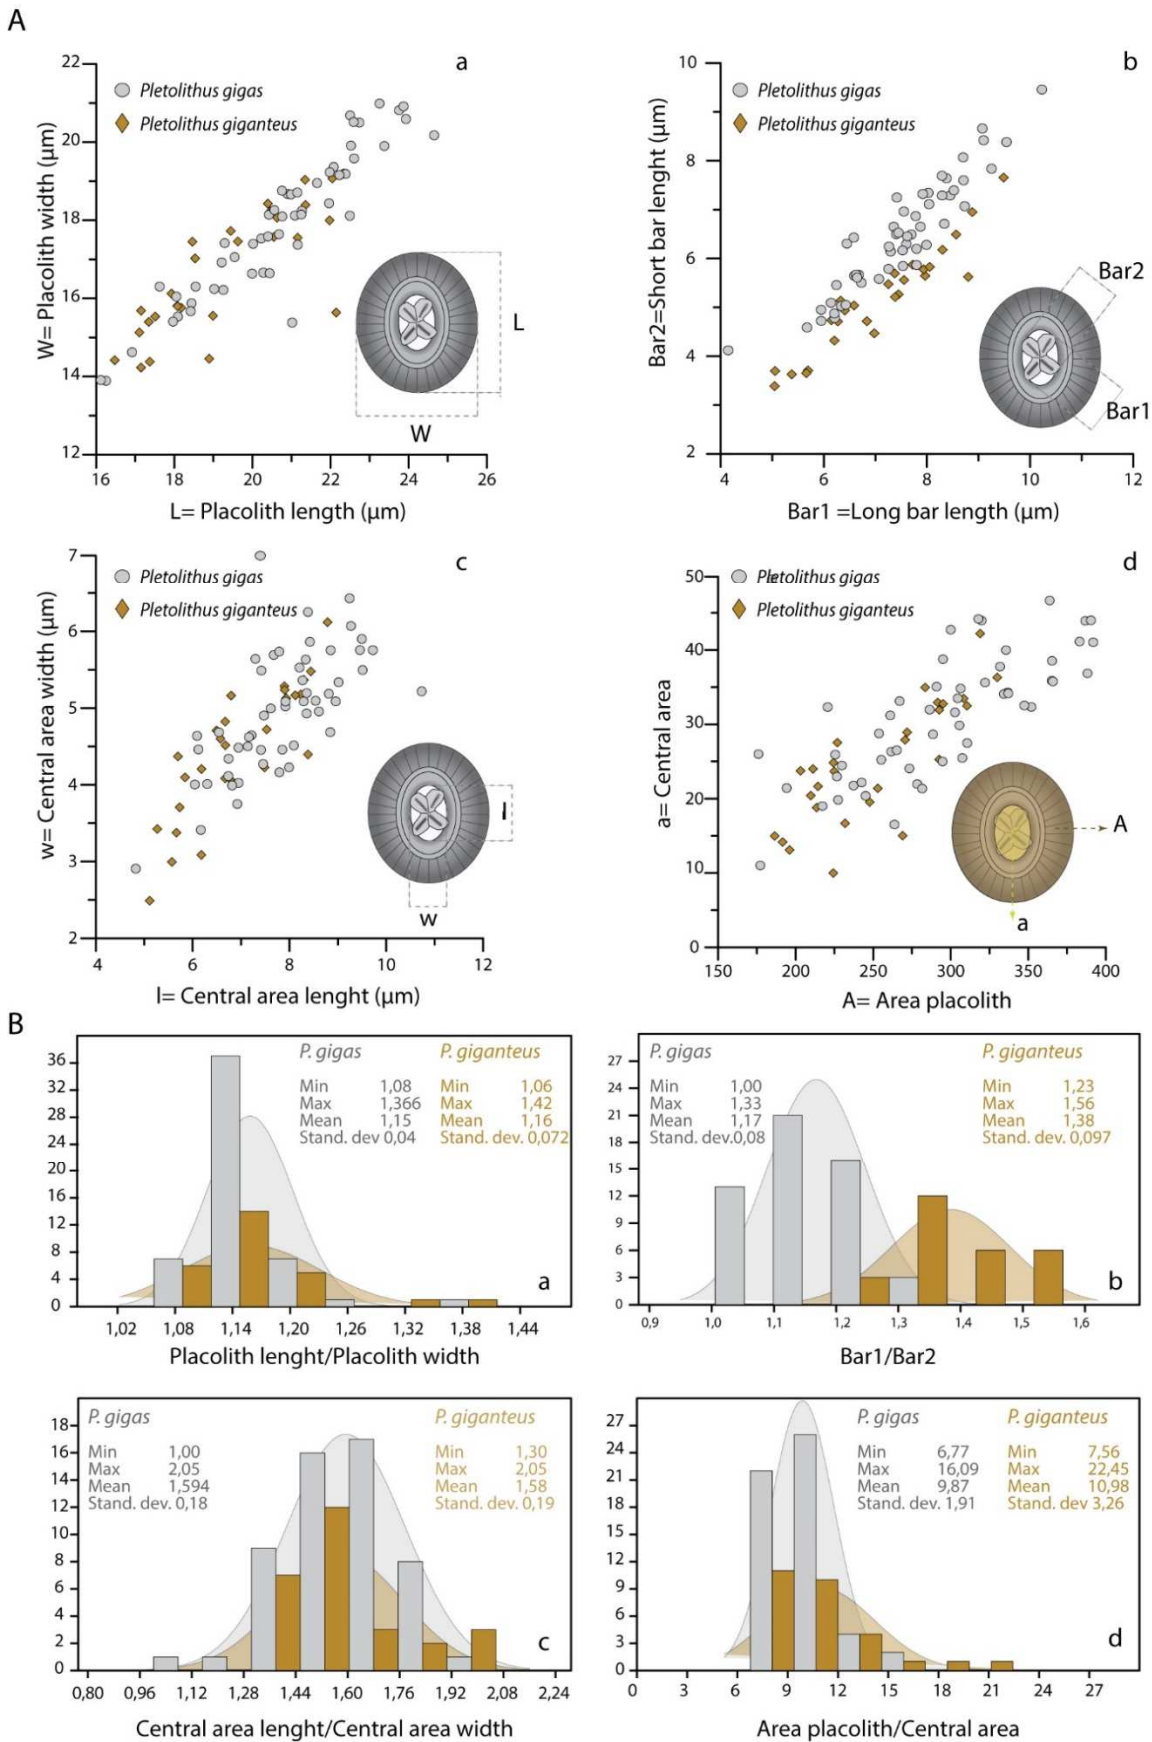 A
a
Pletolithus gigas
Pletolithus giganteus
22
20
18
16
14
12
W= Placolith width (µm)
16 18 20 22 24 26
L= Placolith length (µm)
L
W
b
Pletolithus gigas
Pletolithus giganteus
10
8
6
4
2
Bar2=Short bar lenght (µm)
6 8 10 12
Bar1 =Long bar length (µm)
Bar2
Bar1
c
Pletolithus gigas
Pletolithus giganteus
7
6
5
4
3
2
w= Central area width (µm)
4 6 8 10 12
l= Central area lenght (µm)
l
w
d
Pletolithus gigas
Pletolithus giganteus
50
40
30
20
10
0
a= Central area
150 200 250 300 350 400
A= Area placolith
A
a
B
P. gigas P. giganteus
Min 1,08 Min 1,06
Max 1,366 Max 1,42
Mean 1,15 Mean 1,16
Stand. dev 0,04 Stand. dev. 0,072
36
32
28
24
20
16
12
8
4
0
a
1,02 1,08 1,14 1,20 1,26 1,32 1,38 1,44
Placolith lenght/Placolith width
P. gigas P. giganteus
Min 1,00 Min 1,23
Max 1,33 Max 1,56
Mean 1,17 Mean 1,38
Stand. dev.0,08 Stand. dev. 0,097
27
24
21
18
15
12
9
6
3
0
b
0,9 1,0 1,1 1,2 1,3 1,4 1,5 1,6
Bar1/Bar2
P. gigas P. giganteus
Min 1,00 Min 1,30
Max 2,05 Max 2,05
Mean 1,594 Mean 1,58
Stand. dev. 0,18 Stand. dev. 0,19
18
16
14
12
10
8
6
4
2
0
c
0,80 0,96 1,12 1,28 1,44 1,60 1,76 1,92 2,08 2,24
Central area lenght/Central area width
P. gigas P. giganteus
Min 6,77 Min 7,56
Max 16,09 Max 22,45
Mean 9,87 Mean 10,98
Stand. dev. 1,91 Stand. dev 3,26
27
24
21
18
15
12
9
6
3
0
d
0 3 6 9 12 15 18 21 24 27
Area placolith/Central area